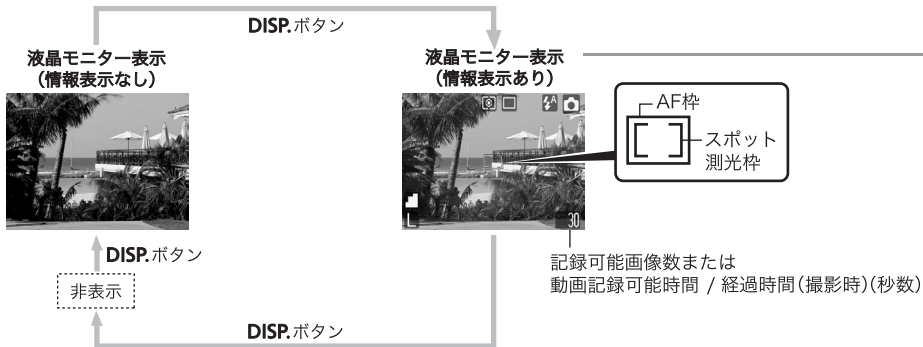 DISP.ボタン
液晶モニター表示
（情報表示なし）
液晶モニター表示
（情報表示あり）
AF枠
スポット
測光枠
L
30
DISP.ボタン
非表示
記録可能画像数または
動画記録可能時間 / 経過時間（撮影時）（秒数）
DISP.ボタン